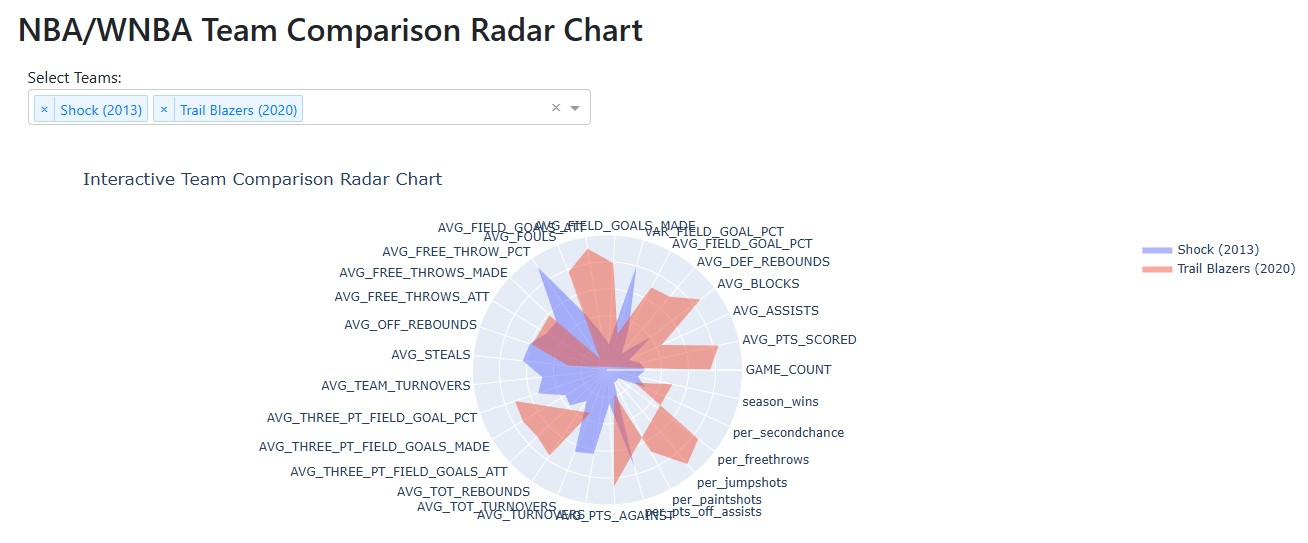 NBA/WNBA Team Comparison Radar Chart
Select Teams:
× Shock (2013) × Trail Blazers (2020) ×
Interactive Team Comparison Radar Chart
AVG_FIELD_GOALS_MADE
AVG_FIELD_GOALS_ATT
VAR_FIELD_GOAL_PCT
AVG_FOULS
AVG_FIELD_GOAL_PCT
AVG_FREE_THROW_PCT
AVG_DEF_REBOUNDS
AVG_FREE_THROWS_MADE
AVG_BLOCKS
AVG_FREE_THROWS_ATT
AVG_ASSISTS
AVG_OFF_REBOUNDS
AVG_PTS_SCORED
AVG_STEALS
GAME_COUNT
AVG_TEAM_TURNOVERS
season_wins
AVG_THREE_PT_FIELD_GOAL_PCT
per_secondchance
AVG_THREE_PT_FIELD_GOALS_MADE
per_freethrows
AVG_THREE_PT_FIELD_GOALS_ATT
per_jumpshots
AVG_TOT_REBOUNDS
per_paintshots
AVG_TOT_TURNOVERS
per_pts_off_assists
AVG_TURNOVERS
AVG_PTS_AGAINST
Shock (2013)
Trail Blazers (2020)